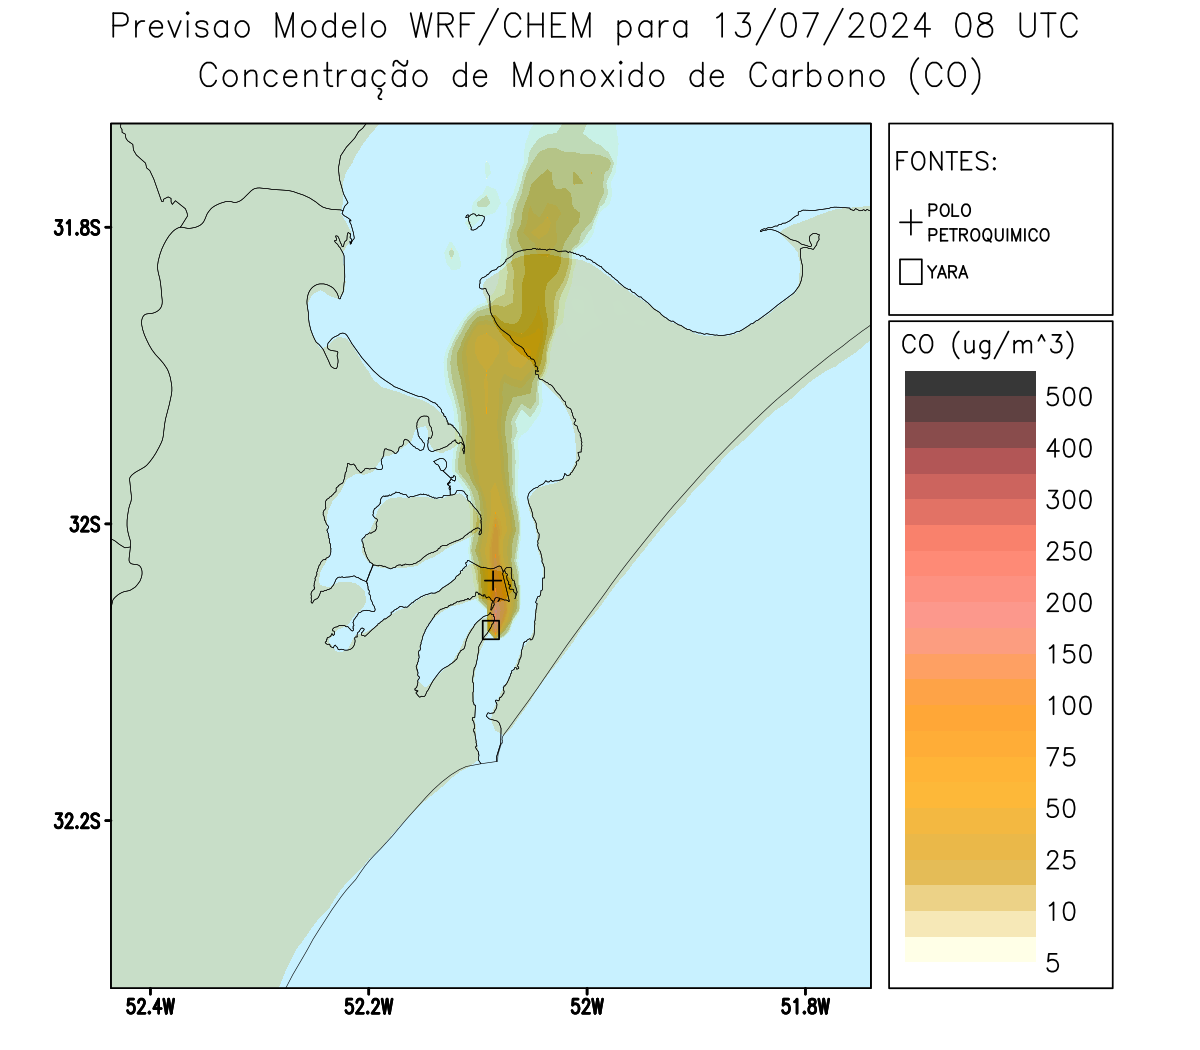 Previsao Modelo WRF/CHEM para 13/07/2024 08 UTC
Concentração de Monoxido de Carbono (CO)
FONTES:
POLO
PETROQUIMICO
YARA
CO (ug/m^3)
500
400
300
250
200
150
100
75
50
25
10
5
31.8S
32S
32.2S
52.4W
52.2W
52W
51.8W